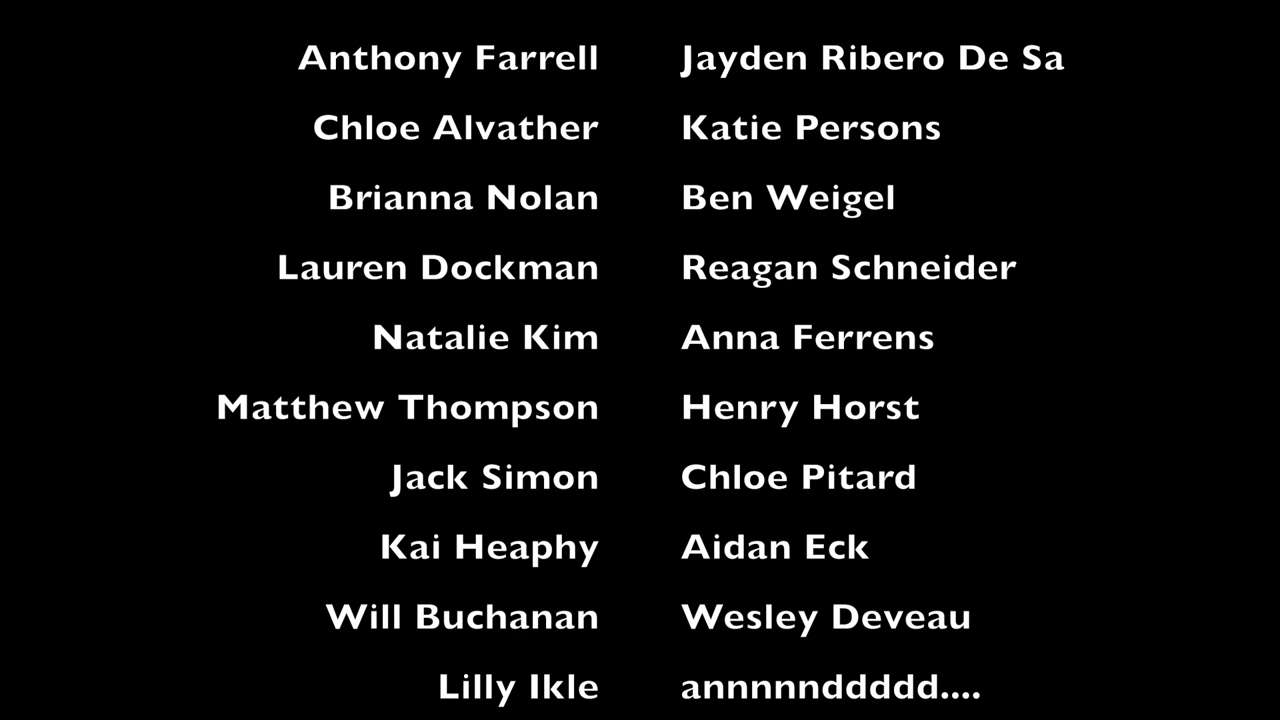 Anthony Farrell Jayden Ribero De Sa
Chloe Alvather Katie Persons
Brianna Nolan Ben Weigel
Lauren Dockman Reagan Schneider
Natalie Kim Anna Ferrens
Matthew Thompson Henry Horst
Jack Simon Chloe Pitard
Kai Heaphy Aidan Eck
Will Buchanan Wesley Deveau
Lilly Ikle annnnnddddd....